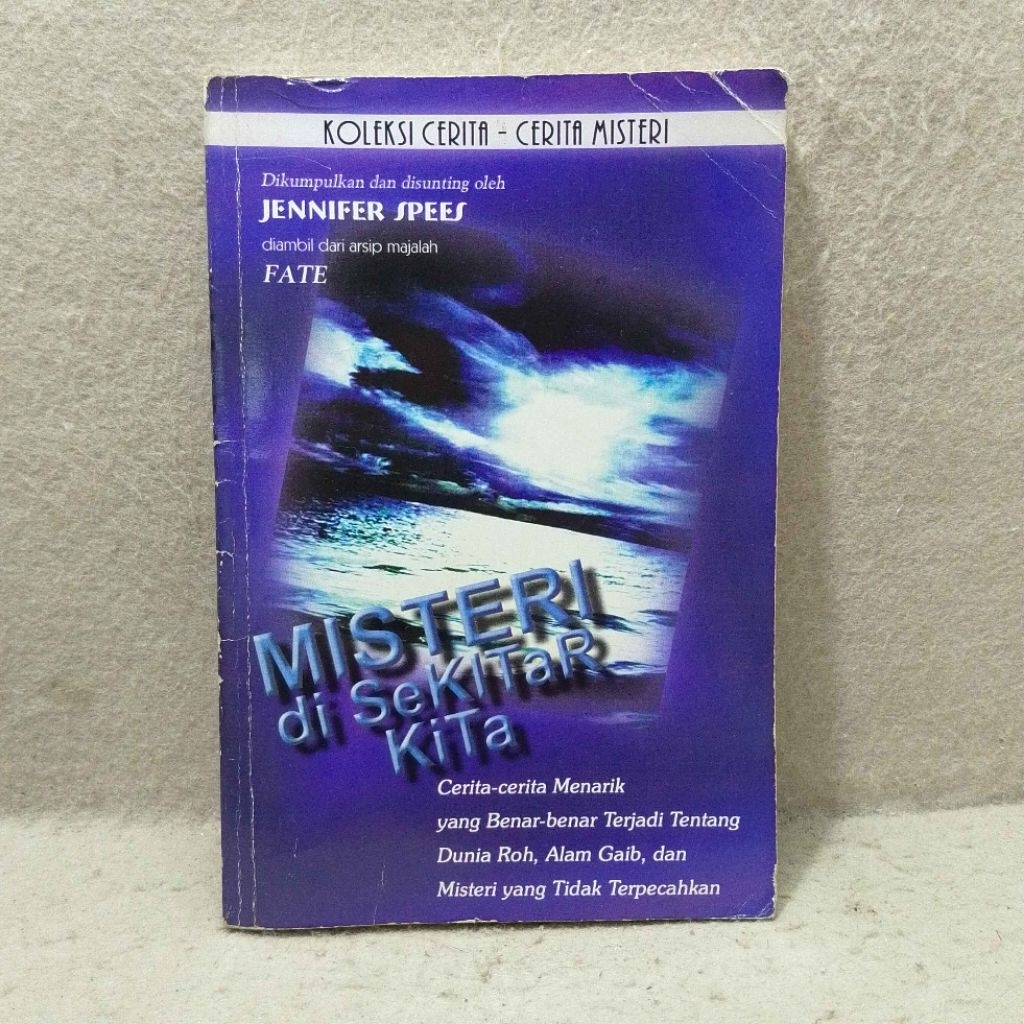 KOLEKSI CERITA - CERITA MISTERI
Dikumpulkan dan disunting oleh
JENNIFER SPEES
diambil dari arsip majalah
FATE
MISTERI
di SeKITaR
KiTa
Cerita-cerita Menarik
yang Benar-benar Terjadi Tentang
Dunia Roh, Alam Gaib, dan
Misteri yang Tidak Terpecahkan